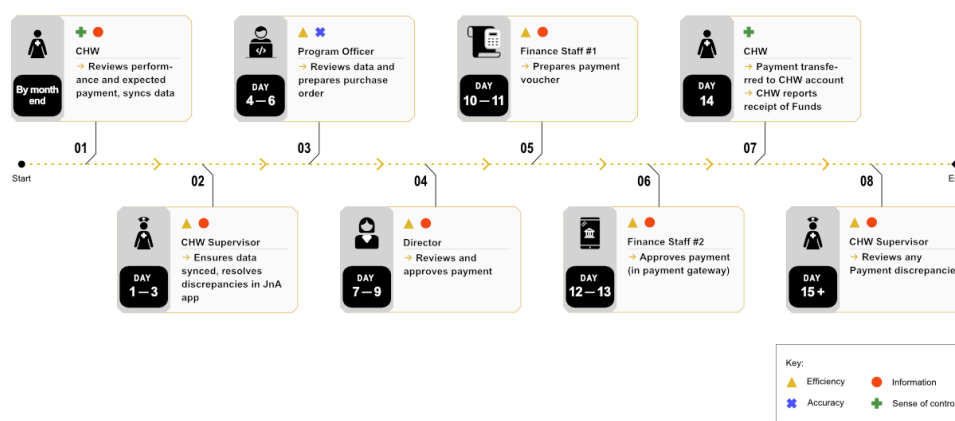 CHW
→ Reviews perform-
ance and expected
payment, syncs data
By month
end
01
Program Officer
→ Reviews data and
prepares purchase
order
DAY
4—6
03
Finance Staff #1
→ Prepares payment
voucher
DAY
10—11
05
CHW
→ Payment transfe-
rred to CHW account
→ CHW reports
receipt of Funds
DAY
14
07
Start
02
CHW Supervisor
→ Ensures data
synced, resolves
discrepancies in JnA
app
DAY
1—3
04
Director
→ Reviews and
approves payment
DAY
7—9
06
Finance Staff #2
→ Approves payment
(in payment gateway)
DAY
12—13
08
CHW Supervisor
→ Reviews any
Payment discrepancie
DAY
15+
Key:
Efficiency
Information
Accuracy
Sense of contro